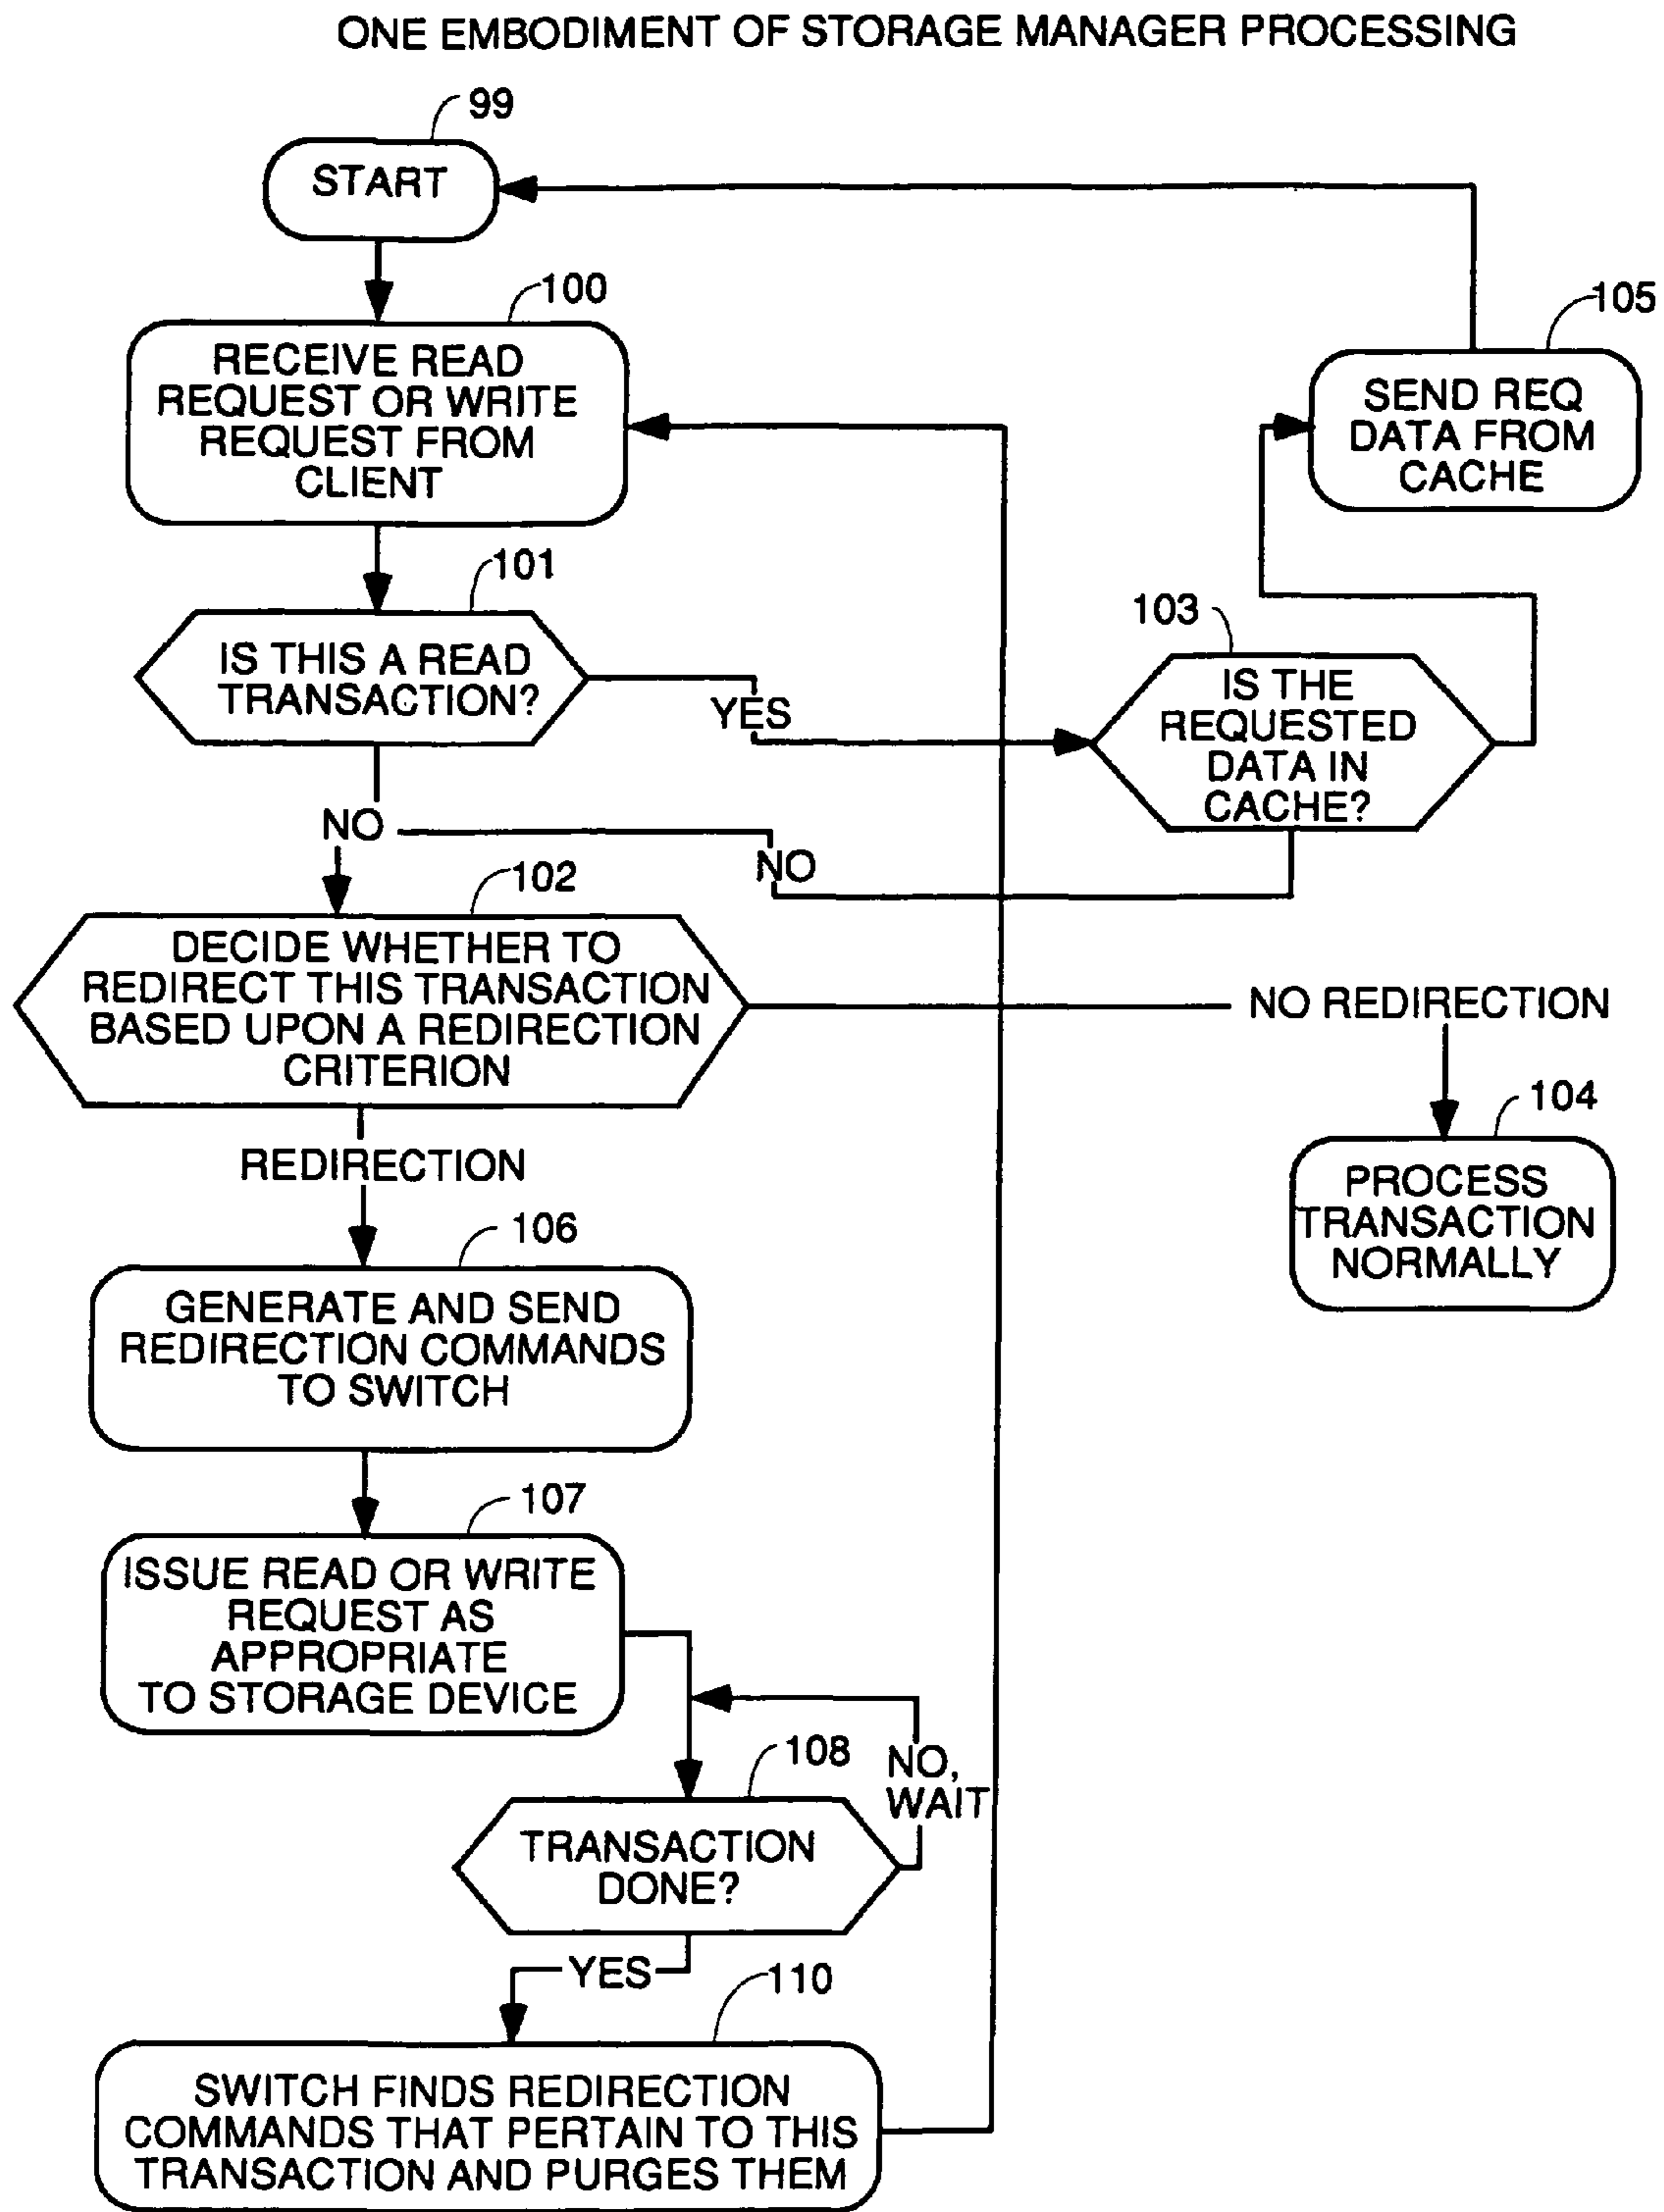 ONE EMBODIMENT OF STORAGE MANAGER PROCESSING
99
START
100
RECEIVE READ
REQUEST OR WRITE
REQUEST FROM
CLIENT
105
SEND REQ
DATA FROM
CACHE
101
IS THIS A READ
TRANSACTION?
YES
103
IS THE
REQUESTED
DATA IN
CACHE?
NO
NO
102
DECIDE WHETHER TO
REDIRECT THIS TRANSACTION
BASED UPON A REDIRECTION
CRITERION
NO REDIRECTION
104
PROCESS
TRANSACTION
NORMALLY
REDIRECTION
106
GENERATE AND SEND
REDIRECTION COMMANDS
TO SWITCH
107
ISSUE READ OR WRITE
REQUEST AS
APPROPRIATE
TO STORAGE DEVICE
108
NO,
WAIT
TRANSACTION
DONE?
YES
110
SWITCH FINDS REDIRECTION
COMMANDS THAT PERTAIN TO THIS
TRANSACTION AND PURGES THEM